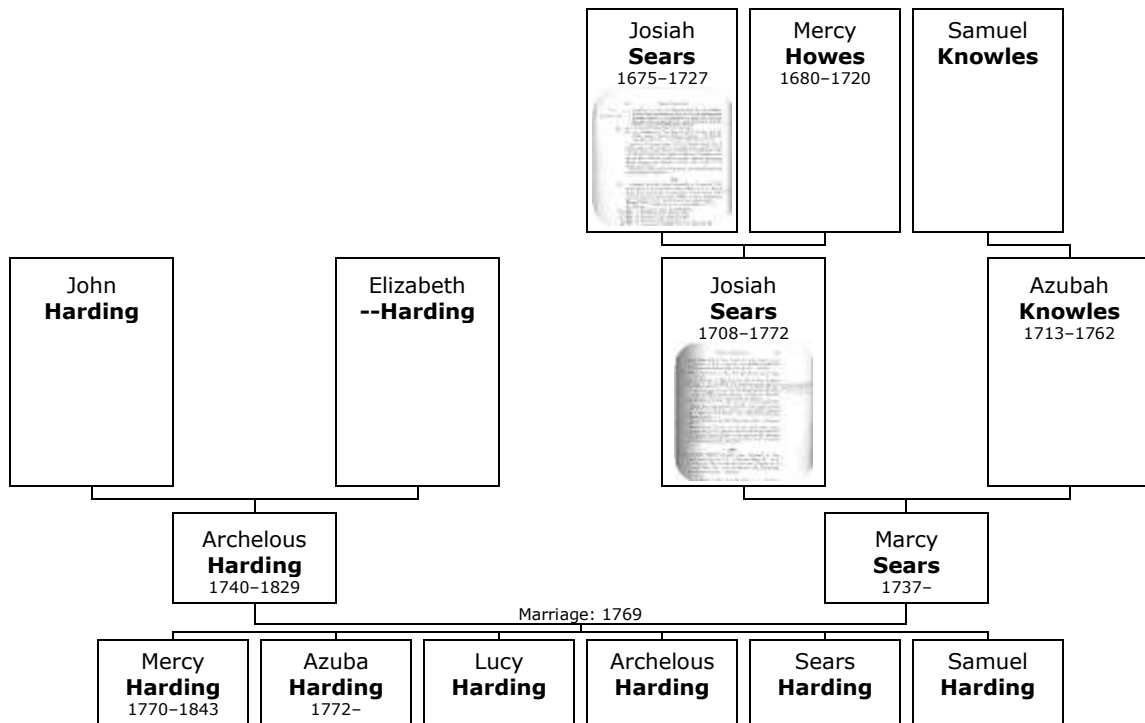 Josiah
Sears
1675–1727
Mercy
Howes
1680–1720
Samuel
Knowles
John
Harding
Elizabeth
--Harding
Josiah
Sears
1708–1772
Azubah
Knowles
1713–1762
Archelous
Harding
1740–1829
Marcy
Sears
1737–
Marriage: 1769
Mercy
Harding
1770–1843
Azuba
Harding
1772–
Lucy
Harding
Archelous
Harding
Sears
Harding
Samuel
Harding